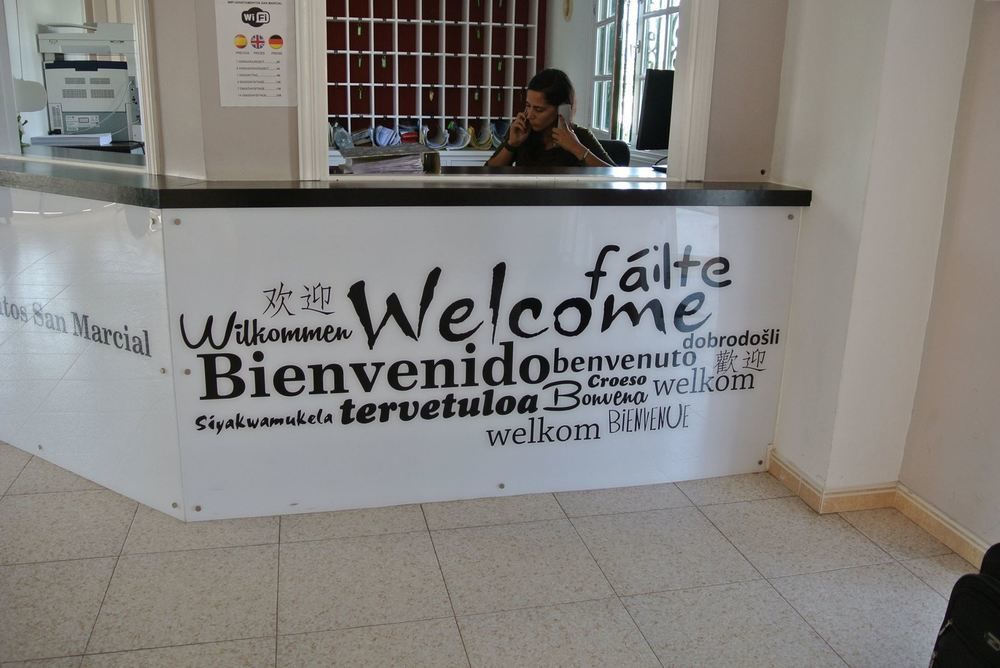 WiFi
fáilte
欢迎
Welcome
Wilkommen
dobrodošli
Bienvenido
benvenuto
歡迎
Croeso
welkom
Siyakwamukela
tervetuloa
Bonvena
welkom
BIENVENUE
ntos San Marcial